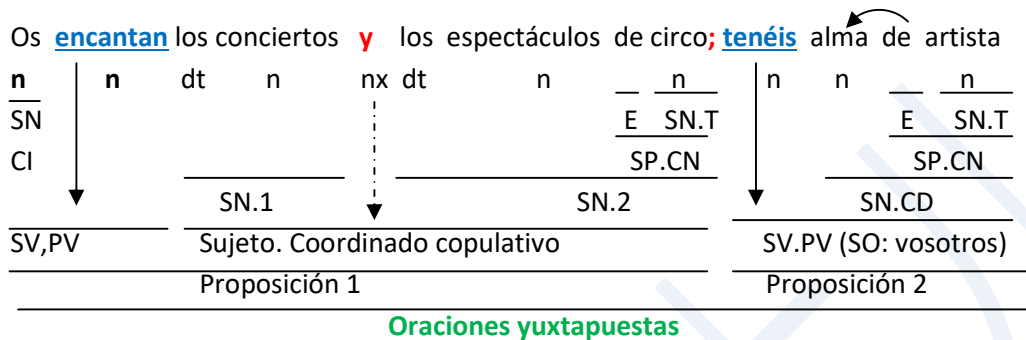 Os encantan los conciertos y los espectáculos de circo; tenéis alma de artista
n n dt n nx dt n n n n n
SN E SN.T E SN.T
CI SP.CN SP.CN
SN.1 SN.2 SN.CD
SV,PV Sujeto. Coordinado copulativo SV.PV (SO: vosotros)
Proposición 1 Proposición 2
Oraciones yuxtapuestas